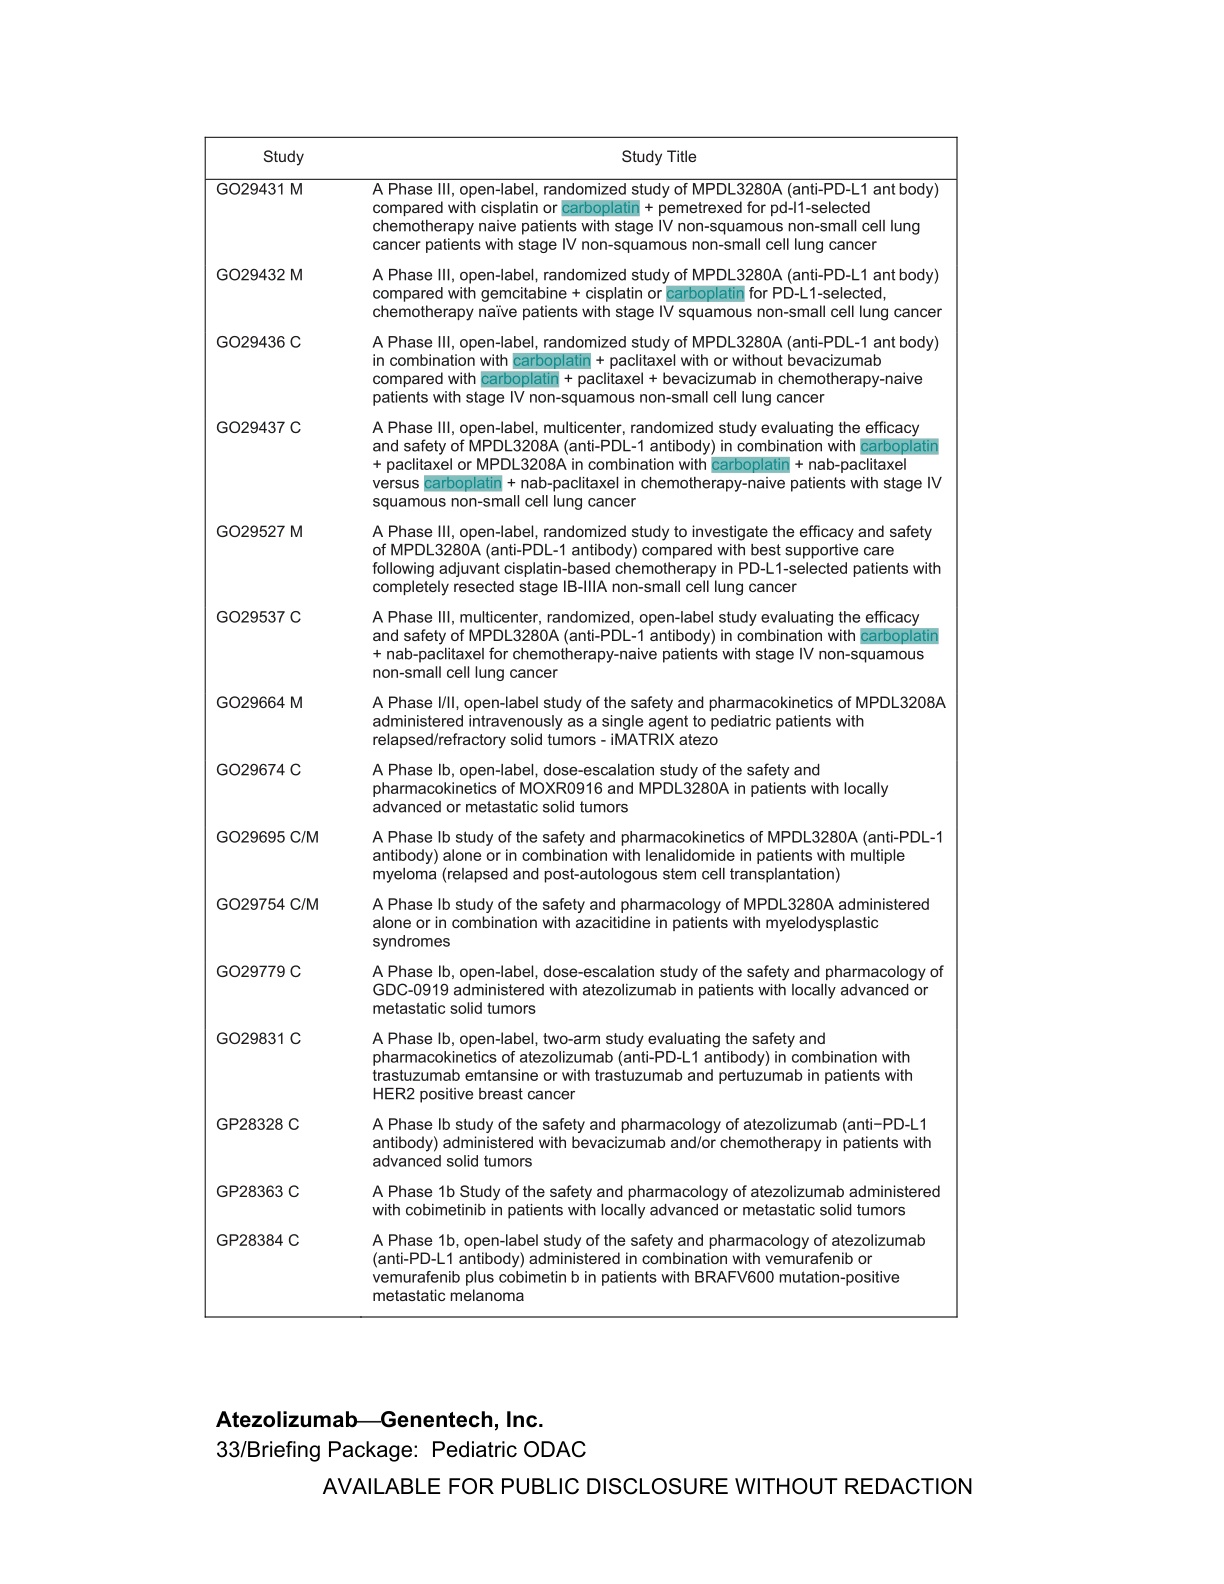 Study Study Title
GO29431 M A Phase III, open-label, randomized study of MPDL3280A (anti-PD-L1 ant body)
compared with cisplatin or carboplatin + pemetrexed for pd-l1-selected
chemotherapy naive patients with stage IV non-squamous non-small cell lung
cancer patients with stage IV non-squamous non-small cell lung cancer
GO29432 M A Phase III, open-label, randomized study of MPDL3280A (anti-PD-L1 ant body)
compared with gemcitabine + cisplatin or carboplatin for PD-L1-selected,
chemotherapy naïve patients with stage IV squamous non-small cell lung cancer
GO29436 C A Phase III, open-label, randomized study of MPDL3280A (anti-PDL-1 ant body)
in combination with carboplatin + paclitaxel with or without bevacizumab
compared with carboplatin + paclitaxel + bevacizumab in chemotherapy-naive
patients with stage IV non-squamous non-small cell lung cancer
GO29437 C A Phase III, open-label, multicenter, randomized study evaluating the efficacy
and safety of MPDL3208A (anti-PDL-1 antibody) in combination with carboplatin
+ paclitaxel or MPDL3208A in combination with carboplatin + nab-paclitaxel
versus carboplatin + nab-paclitaxel in chemotherapy-naive patients with stage IV
squamous non-small cell lung cancer
GO29527 M A Phase III, open-label, randomized study to investigate the efficacy and safety
of MPDL3280A (anti-PDL-1 antibody) compared with best supportive care
following adjuvant cisplatin-based chemotherapy in PD-L1-selected patients with
completely resected stage IB-IIIA non-small cell lung cancer
GO29537 C A Phase III, multicenter, randomized, open-label study evaluating the efficacy
and safety of MPDL3280A (anti-PDL-1 antibody) in combination with carboplatin
+ nab-paclitaxel for chemotherapy-naive patients with stage IV non-squamous
non-small cell lung cancer
GO29664 M A Phase I/II, open-label study of the safety and pharmacokinetics of MPDL3208A
administered intravenously as a single agent to pediatric patients with
relapsed/refractory solid tumors - iMATRIX atezo
GO29674 C A Phase Ib, open-label, dose-escalation study of the safety and
pharmacokinetics of MOXR0916 and MPDL3280A in patients with locally
advanced or metastatic solid tumors
GO29695 C/M A Phase Ib study of the safety and pharmacokinetics of MPDL3280A (anti-PDL-1
antibody) alone or in combination with lenalidomide in patients with multiple
myeloma (relapsed and post-autologous stem cell transplantation)
GO29754 C/M A Phase Ib study of the safety and pharmacology of MPDL3280A administered
alone or in combination with azacitidine in patients with myelodysplastic
syndromes
GO29779 C A Phase Ib, open-label, dose-escalation study of the safety and pharmacology of
GDC-0919 administered with atezolizumab in patients with locally advanced or
metastatic solid tumors
GO29831 C A Phase Ib, open-label, two-arm study evaluating the safety and
pharmacokinetics of atezolizumab (anti-PD-L1 antibody) in combination with
trastuzumab emtansine or with trastuzumab and pertuzumab in patients with
HER2 positive breast cancer
GP28328 C A Phase Ib study of the safety and pharmacology of atezolizumab (anti−PD-L1
antibody) administered with bevacizumab and/or chemotherapy in patients with
advanced solid tumors
GP28363 C A Phase 1b Study of the safety and pharmacology of atezolizumab administered
with cobimetinib in patients with locally advanced or metastatic solid tumors
GP28384 C A Phase 1b, open-label study of the safety and pharmacology of atezolizumab
(anti-PD-L1 antibody) administered in combination with vemurafenib or
vemurafenib plus cobimetin b in patients with BRAFV600 mutation-positive
metastatic melanoma
Atezolizumab—Genentech, Inc.
33/Briefing Package: Pediatric ODAC
AVAILABLE FOR PUBLIC DISCLOSURE WITHOUT REDACTION